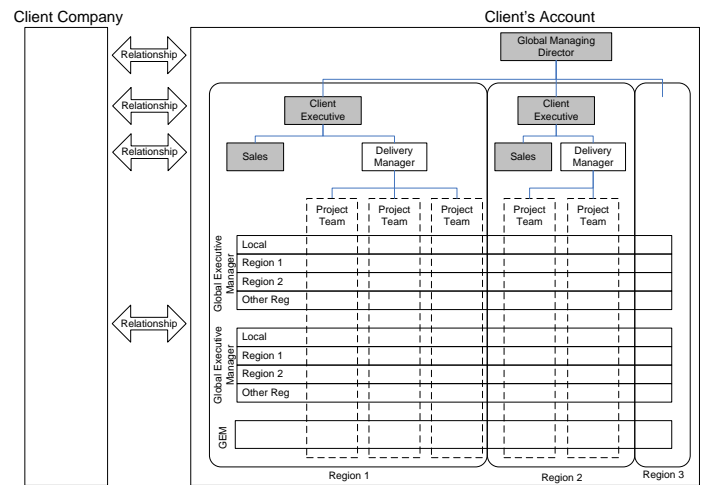 Client Company
Client's Account
Relationship
Global Managing
Director
Relationship
Client
Executive
Client
Executive
Relationship
Sales
Delivery
Manager
Sales
Delivery
Manager
Project
Team
Project
Team
Project
Team
Project
Team
Project
Team
Global Executive
Manager
Local
Region 1
Region 2
Other Reg
Relationship
Global Executive
Manager
Local
Region 1
Region 2
Other Reg
GEM
Region 1
Region 2
Region 3